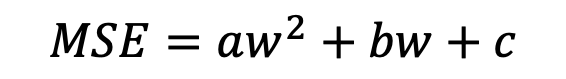 MSE = aw² + bw + c